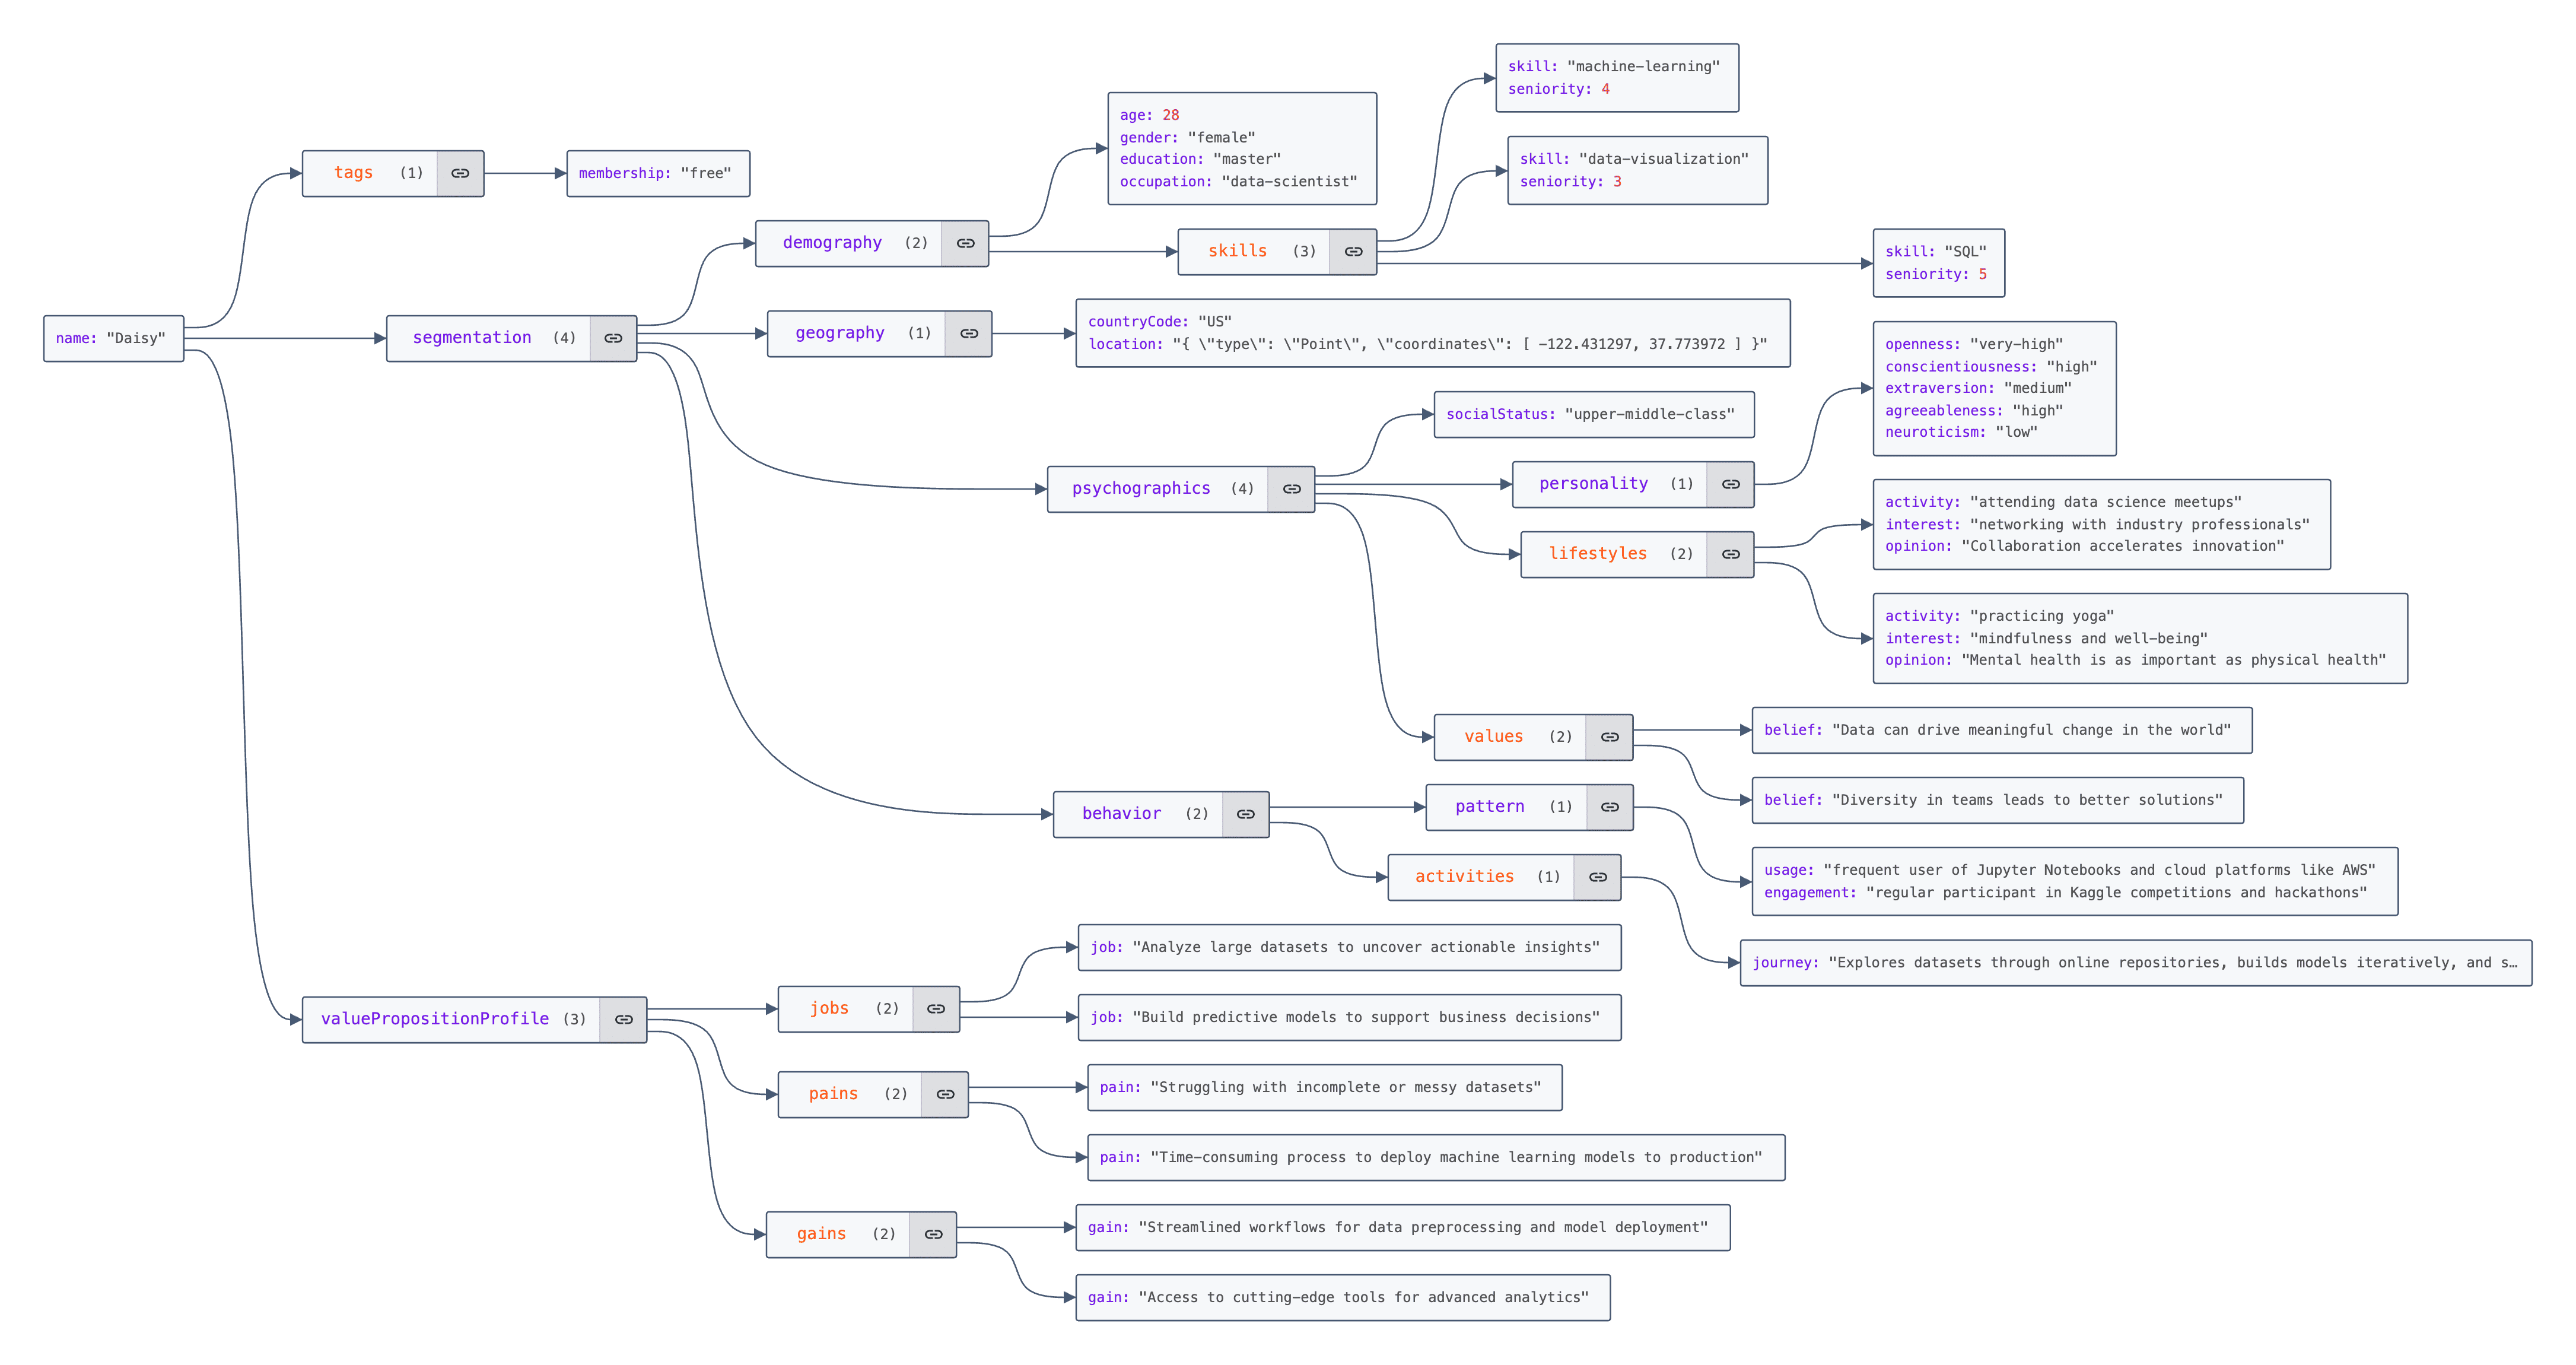 name: "Daisy"
tags (1)
membership: "free"
segmentation (4)
demography (2)
age: 28
gender: "female"
education: "master"
occupation: "data-scientist"
skills (3)
skill: "machine-learning"
seniority: 4
skill: "data-visualization"
seniority: 3
skill: "SQL"
seniority: 5
geography (1)
countryCode: "US"
location: "{ \"type\": \"Point\", \"coordinates\": [ -122.431297, 37.773972 ] }"
psychographics (4)
socialStatus: "upper-middle-class"
personality (1)
openness: "very-high"
conscientiousness: "high"
extraversion: "medium"
agreeableness: "high"
neuroticism: "low"
lifestyles (2)
activity: "attending data science meetups"
interest: "networking with industry professionals"
opinion: "Collaboration accelerates innovation"
activity: "practicing yoga"
interest: "mindfulness and well-being"
opinion: "Mental health is as important as physical health"
values (2)
belief: "Data can drive meaningful change in the world"
belief: "Diversity in teams leads to better solutions"
behavior (2)
pattern (1)
usage: "frequent user of Jupyter Notebooks and cloud platforms like AWS"
engagement: "regular participant in Kaggle competitions and hackathons"
activities (1)
journey: "Explores datasets through online repositories, builds models iteratively, and s…
valuePropositionProfile (3)
jobs (2)
job: "Analyze large datasets to uncover actionable insights"
job: "Build predictive models to support business decisions"
pains (2)
pain: "Struggling with incomplete or messy datasets"
pain: "Time-consuming process to deploy machine learning models to production"
gains (2)
gain: "Streamlined workflows for data preprocessing and model deployment"
gain: "Access to cutting-edge tools for advanced analytics"